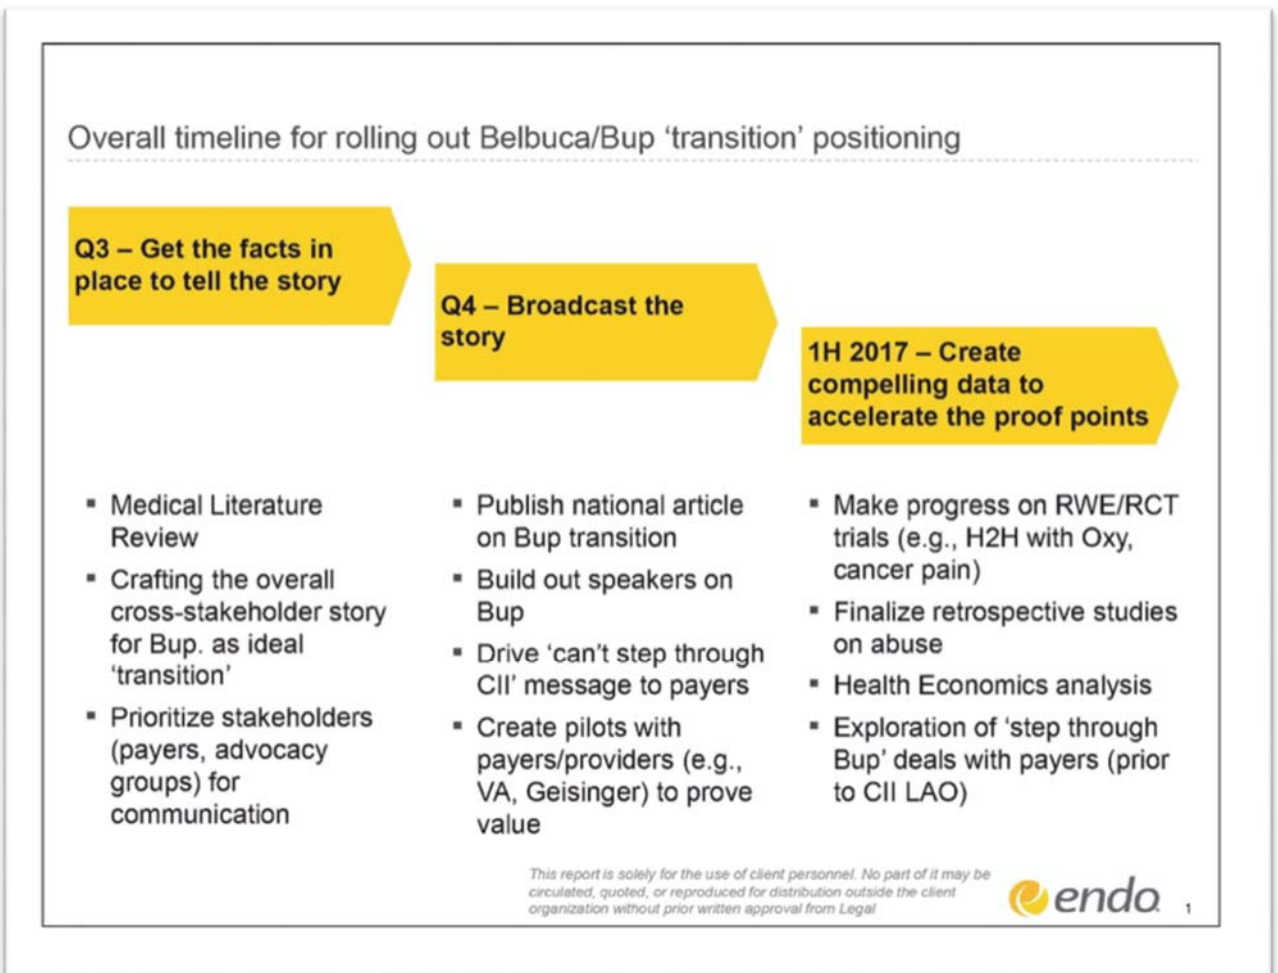 Overall timeline for rolling out Belbuca/Bup ‘transition’ positioning
Q3 – Get the facts in
place to tell the story
Q4 – Broadcast the
story
1H 2017 – Create
compelling data to
accelerate the proof points
▪ Medical Literature
Review
▪ Crafting the overall
cross-stakeholder story
for Bup. as ideal
‘transition’
▪ Prioritize stakeholders
(payers, advocacy
groups) for
communication
▪ Publish national article
on Bup transition
▪ Build out speakers on
Bup
▪ Drive ‘can’t step through
CII’ message to payers
▪ Create pilots with
payers/providers (e.g.,
VA, Geisinger) to prove
value
▪ Make progress on RWE/RCT
trials (e.g., H2H with Oxy,
cancer pain)
▪ Finalize retrospective studies
on abuse
▪ Health Economics analysis
▪ Exploration of ‘step through
Bup’ deals with payers (prior
to CII LAO)
This report is solely for the use of client personnel. No part of it may be
circulated, quoted, or reproduced for distribution outside the client
organization without prior written approval from Legal
endo.
1